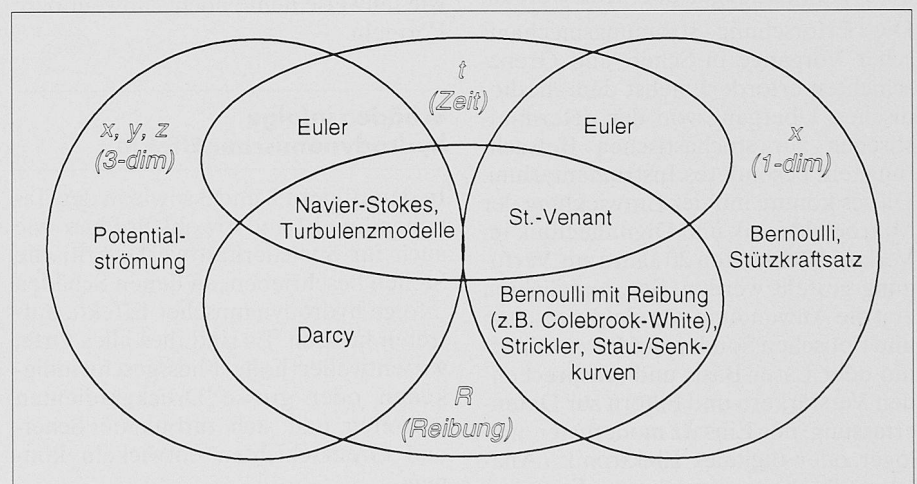 t
(Zeit)
Euler
Euler
x, y, z
(3-dim)
x
(1-dim)
Navier-Stokes,
Turbulenzmodelle
St.-Venant
Potential-
strömung
Bernoulli,
Stützkraftsatz
Bernoulli mit Reibung
(z.B. Colebrook-White),
Strickler, Stau-/Senk-
kurven
Darcy
R
(Reibung)